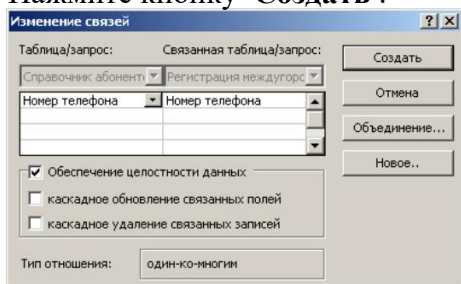 Нажмите кнопку "Создать".
Изменение связей
Таблица/запрос: Связанная таблица/запрос:
Справочник абонент Регистрация междугорс
Номер телефона Номер телефона
Обеспечение целостности данных
каскадное обновление связанных полей
каскадное удаление связанных записей
Тип отношения: один-ко-многим
Создать
Отмена
Объединение...
Новое..